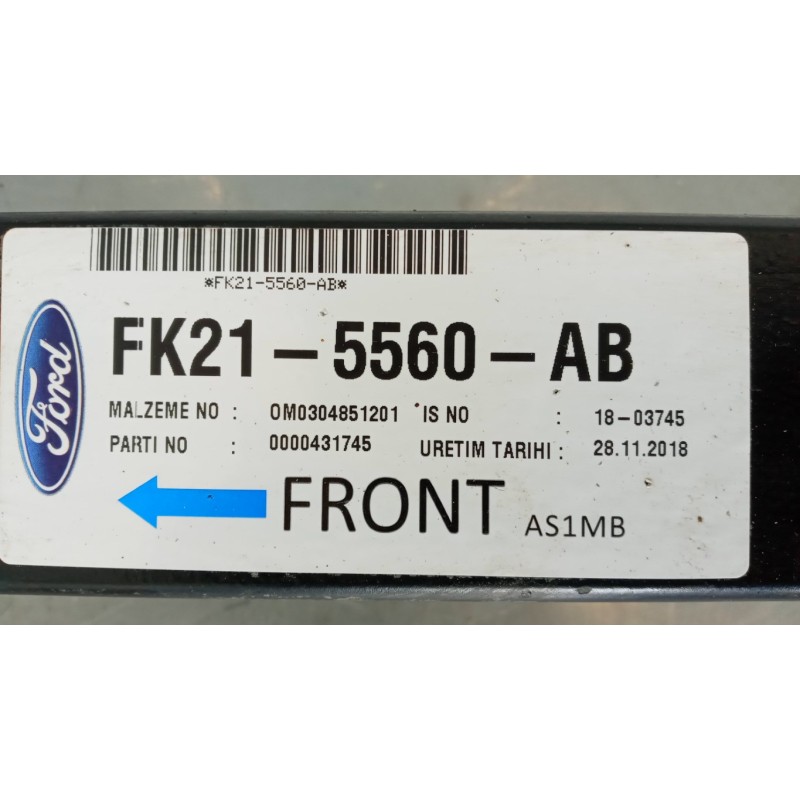 *FK21-5560-AB*
FK21-5560-AB
Ford
MALZEME NO : OM0304851201 IS NO : 18-03745
PARTI NO : 0000431745 URETIM TARIHI : 28.11.2018
FRONT AS1MB